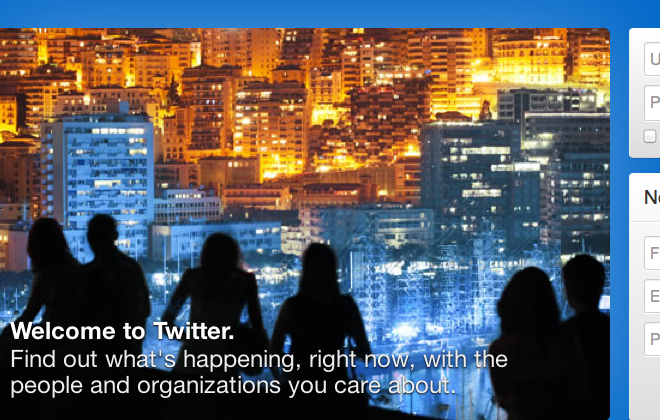 Welcome to Twitter.
Find out what's happening, right now, with the
people and organizations you care about.
U
P
N
F
E
P